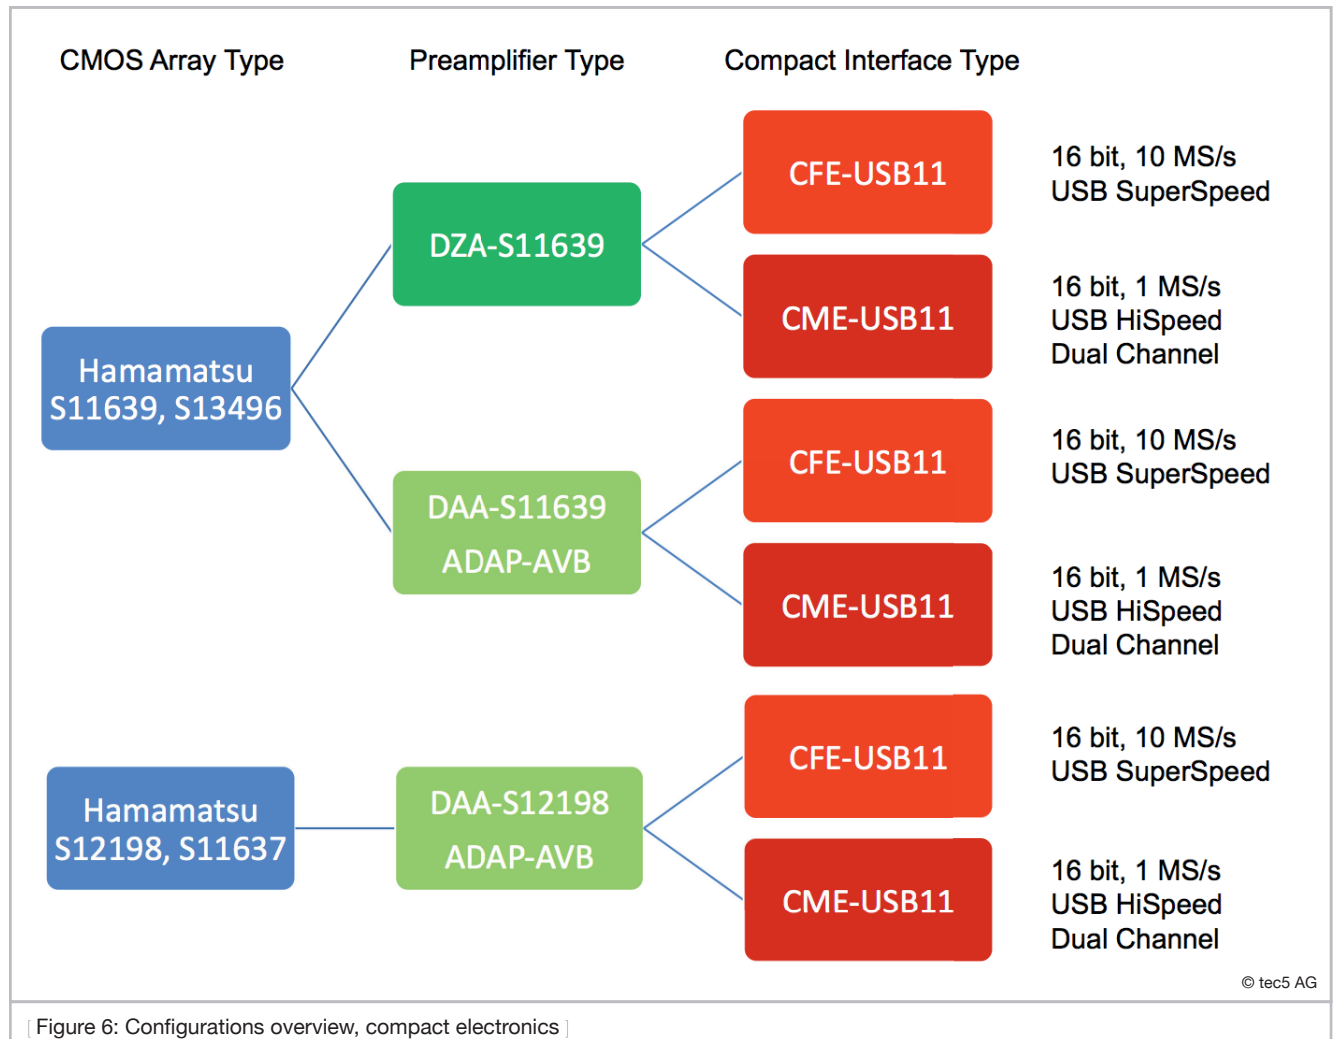 CMOS Array Type
Preamplifier Type
Compact Interface Type
Hamamatsu
S11639, S13496
DZA-S11639
CFE-USB11
16 bit, 10 MS/s
USB SuperSpeed
CME-USB11
16 bit, 1 MS/s
USB HiSpeed
Dual Channel
DAA-S11639
ADAP-AVB
CFE-USB11
16 bit, 10 MS/s
USB SuperSpeed
CME-USB11
16 bit, 1 MS/s
USB HiSpeed
Dual Channel
Hamamatsu
S12198, S11637
DAA-S12198
ADAP-AVB
CFE-USB11
16 bit, 10 MS/s
USB SuperSpeed
CME-USB11
16 bit, 1 MS/s
USB HiSpeed
Dual Channel
© tec5 AG
[ Figure 6: Configurations overview, compact electronics ]